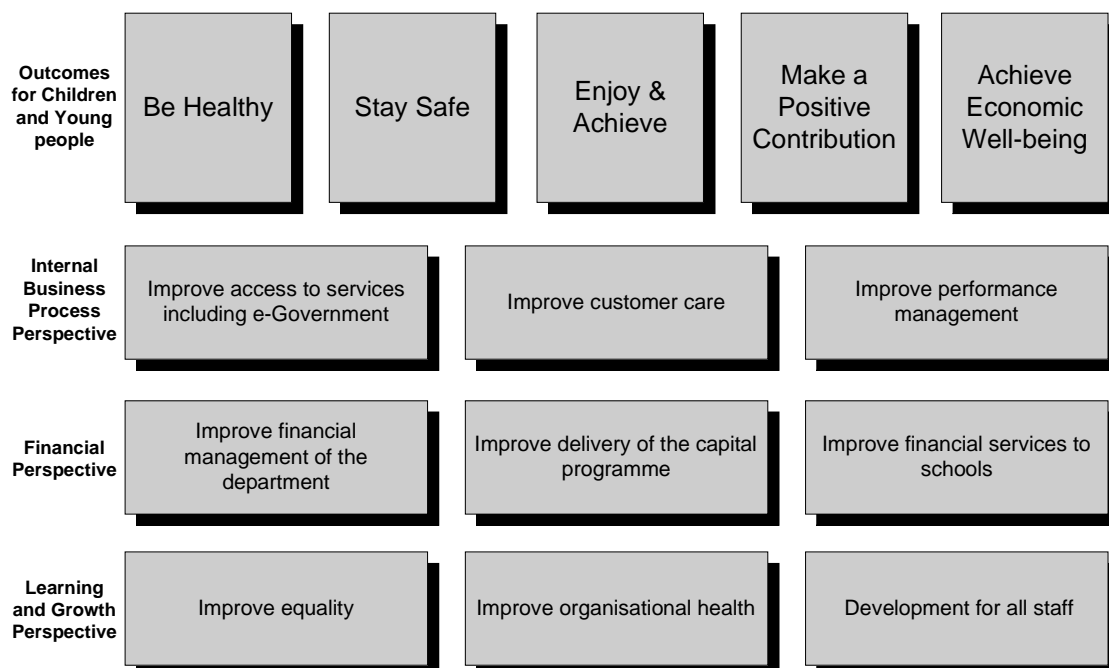 Outcomes
for Children
and Young
people
Be Healthy
Stay Safe
Enjoy &
Achieve
Make a
Positive
Contribution
Achieve
Economic
Well-being
Internal
Business
Process
Perspective
Improve access to services
including e-Government
Improve customer care
Improve performance
management
Financial
Perspective
Improve financial
management of the
department
Improve delivery of the capital
programme
Improve financial services to
schools
Learning
and Growth
Perspective
Improve equality
Improve organisational health
Development for all staff